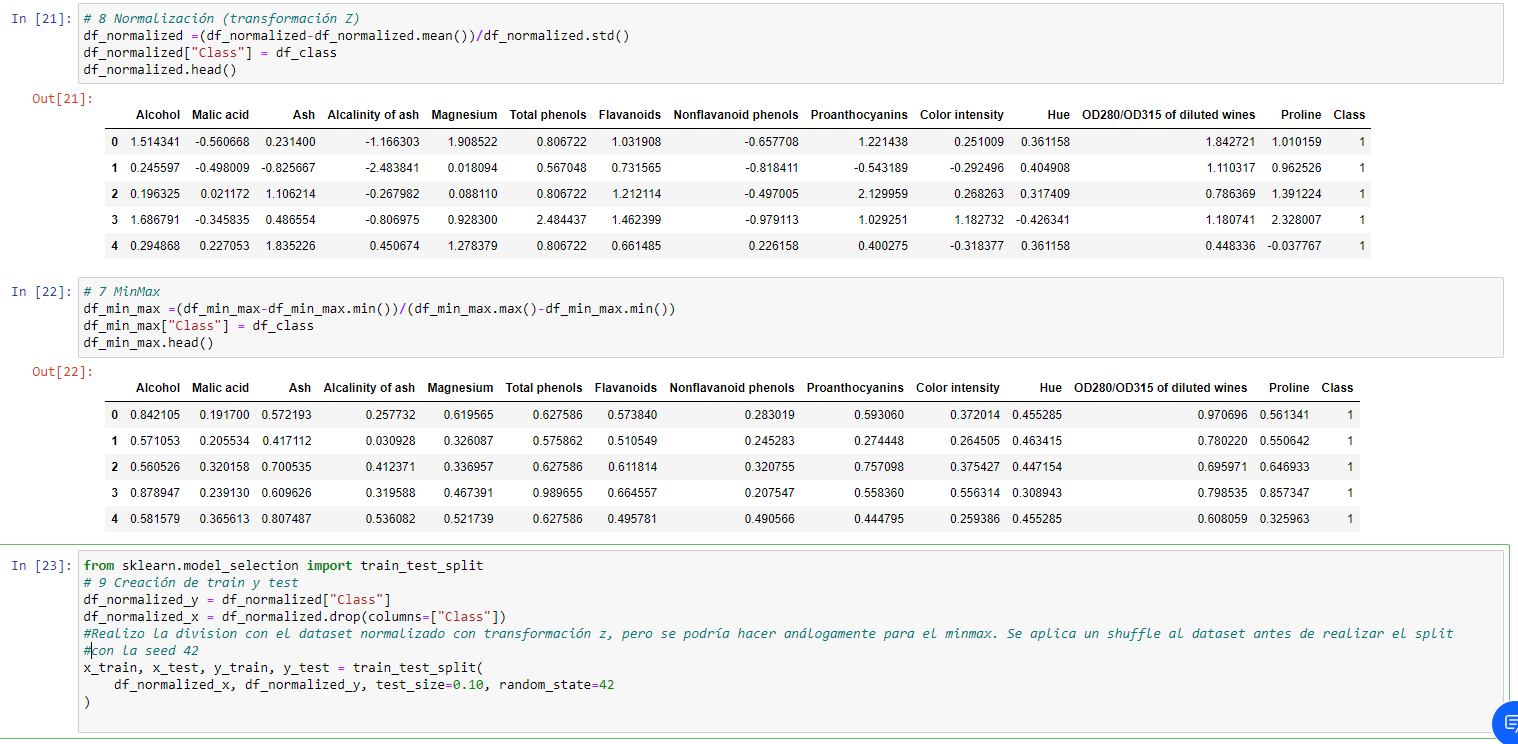 In [21]: # 8 Normalización (transformación Z)
df_normalized =(df_normalized-df_normalized.mean())/df_normalized.std()
df_normalized["Class"] = df_class
df_normalized.head()
Out[21]:
Alcohol Malic acid Ash Alcalinity of ash Magnesium Total phenols Flavanoids Nonflavanoid phenols Proanthocyanins Color intensity Hue OD280/OD315 of diluted wines Proline Class
0 1.514341 -0.560668 0.231400 -1.166303 1.908522 0.806722 1.031908 -0.657708 1.221438 0.251009 0.361158 1.842721 1.010159 1
1 0.245597 -0.498009 -0.825667 -2.483841 0.018094 0.567048 0.731565 -0.818411 -0.543189 -0.292496 0.404908 1.110317 0.962526 1
2 0.196325 0.021172 1.106214 -0.267982 0.088110 0.806722 1.212114 -0.497005 2.129959 0.268263 0.317409 0.786369 1.391224 1
3 1.686791 -0.345835 0.486554 -0.806975 0.928300 2.484437 1.462399 -0.979113 1.029251 1.182732 -0.426341 1.180741 2.328007 1
4 0.294868 0.227053 1.835226 0.450674 1.278379 0.806722 0.661485 0.226158 0.400275 -0.318377 0.361158 0.448336 -0.037767 1
In [22]: # 7 MinMax
df_min_max =(df_min_max-df_min_max.min())/(df_min_max.max()-df_min_max.min())
df_min_max["Class"] = df_class
df_min_max.head()
Out[22]:
Alcohol Malic acid Ash Alcalinity of ash Magnesium Total phenols Flavanoids Nonflavanoid phenols Proanthocyanins Color intensity Hue OD280/OD315 of diluted wines Proline Class
0 0.842105 0.191700 0.572193 0.257732 0.619565 0.627586 0.573840 0.283019 0.593060 0.372014 0.455285 0.970696 0.561341 1
1 0.571053 0.205534 0.417112 0.030928 0.326087 0.575862 0.510549 0.245283 0.274448 0.264505 0.463415 0.780220 0.550642 1
2 0.560526 0.320158 0.700535 0.412371 0.336957 0.627586 0.611814 0.320755 0.757098 0.375427 0.447154 0.695971 0.646933 1
3 0.878947 0.239130 0.609626 0.319588 0.467391 0.989655 0.664557 0.207547 0.558360 0.556314 0.308943 0.798535 0.857347 1
4 0.581579 0.365613 0.807487 0.536082 0.521739 0.627586 0.495781 0.490566 0.444795 0.259386 0.455285 0.608059 0.325963 1
In [23]: from sklearn.model_selection import train_test_split
# 9 Creación de train y test
df_normalized_y = df_normalized["Class"]
df_normalized_x = df_normalized.drop(columns=["Class"])
#Realizo la division con el dataset normalizado con transformación z, pero se podría hacer análogamente para el minmax. Se aplica un shuffle al dataset antes de realizar el split
#con la seed 42
x_train, x_test, y_train, y_test = train_test_split(
df_normalized_x, df_normalized_y, test_size=0.10, random_state=42
)